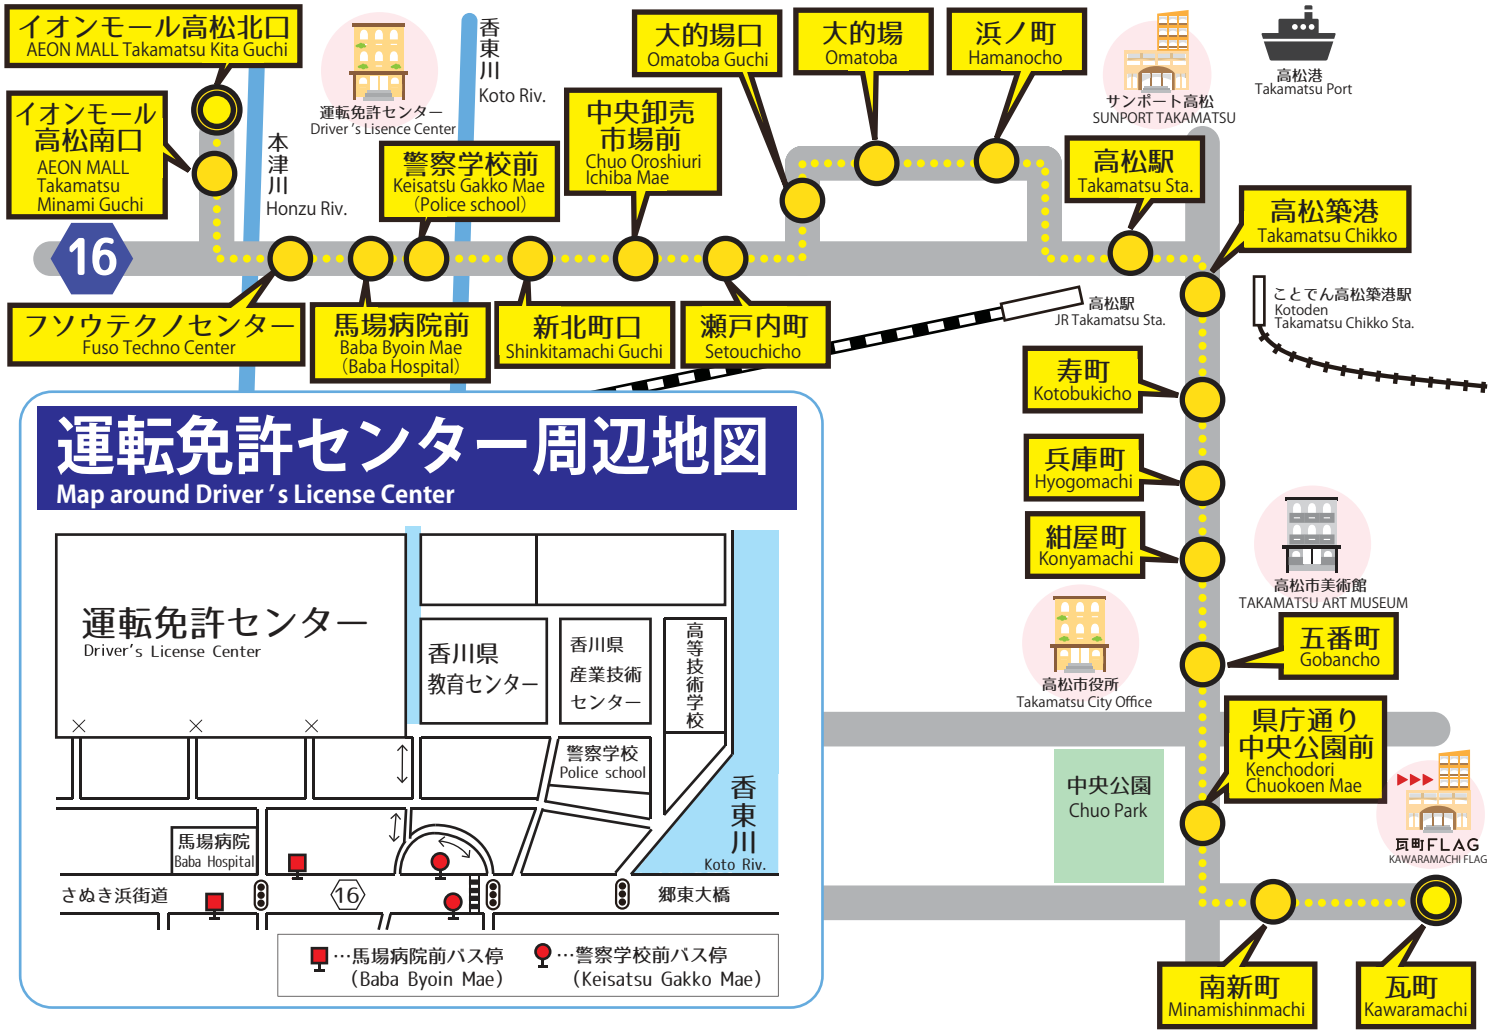 イオンモール高松北口
AEON MALL Takamatsu Kita Guchi
イオンモール
高松南口
AEON MALL
Takamatsu
Minami Guchi
本津川
Honzu Riv.
運転免許センター
Driver ’s Lisence Center
香東川
Koto Riv.
警察学校前
Keisatsu Gakko Mae
(Police school)
中央卸売
市場前
Chuo Oroshiuri
Ichiba Mae
大的場口
Omatoba Guchi
大的場
Omatoba
浜ノ町
Hamanocho
サンポート高松
SUNPORT TAKAMATSU
高松港
Takamatsu Port
高松駅
Takamatsu Sta.
高松築港
Takamatsu Chikko
16
フソウテクノセンター
Fuso Techno Center
馬場病院前
Baba Byoin Mae
(Baba Hospital)
新北町口
Shinkitamachi Guchi
瀬戸内町
Setouchicho
高松駅
JR Takamatsu Sta.
ことでん高松築港駅
Kotoden
Takamatsu Chikko Sta.
寿町
Kotobukicho
兵庫町
Hyogomachi
紺屋町
Konyamachi
高松市美術館
TAKAMATSU ART MUSEUM
五番町
Gobancho
高松市役所
Takamatsu City Office
県庁通り
中央公園前
Kenchodori
Chuokoen Mae
中央公園
Chuo Park
瓦町FLAG
KAWARAMACHI FLAG
南新町
Minamishinmachi
瓦町
Kawaramachi
運転免許センター周辺地図
Map around Driver ’s License Center
運転免許センター
Driver’s License Center
香川県
教育センター
香川県
産業技術
センター
高等技術学校
警察学校
Police school
香東川
Koto Riv.
馬場病院
Baba Hospital
さぬき浜街道
16
郷東大橋
…馬場病院前バス停
(Baba Byoin Mae)
…警察学校前バス停
(Keisatsu Gakko Mae)